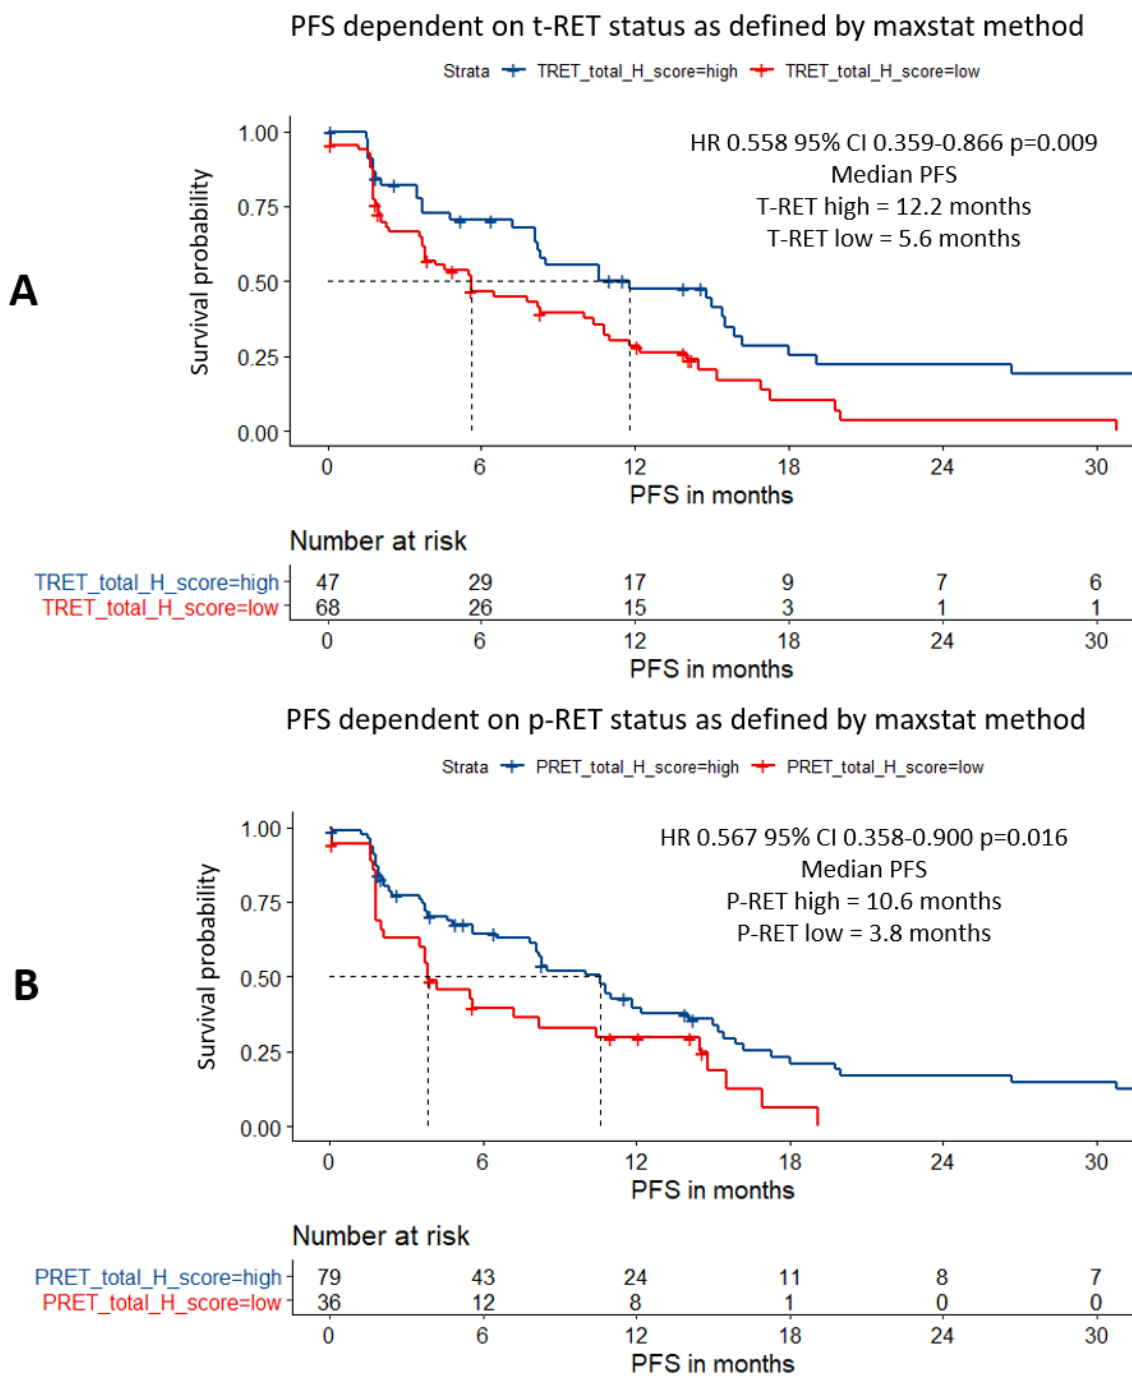 PFS dependent on t-RET status as defined by maxstat method
Strata TRET_total_H_score=high TRET_total_H_score=low
A
Survival probability
1.00
0.75
0.50
0.25
0.00
HR 0.558 95% CI 0.359-0.866 p=0.009
Median PFS
T-RET high = 12.2 months
T-RET low = 5.6 months
0 6 12 18 24 30
PFS in months
Number at risk
TRET_total_H_score=high 47 29 17 9 7 6
TRET_total_H_score=low 68 26 15 3 1 1
0 6 12 18 24 30
PFS in months
PFS dependent on p-RET status as defined by maxstat method
Strata PRET_total_H_score=high PRET_total_H_score=low
B
Survival probability
1.00
0.75
0.50
0.25
0.00
HR 0.567 95% CI 0.358-0.900 p=0.016
Median PFS
P-RET high = 10.6 months
P-RET low = 3.8 months
0 6 12 18 24 30
PFS in months
Number at risk
PRET_total_H_score=high 79 43 24 11 8 7
PRET_total_H_score=low 36 12 8 1 0 0
0 6 12 18 24 30
PFS in months